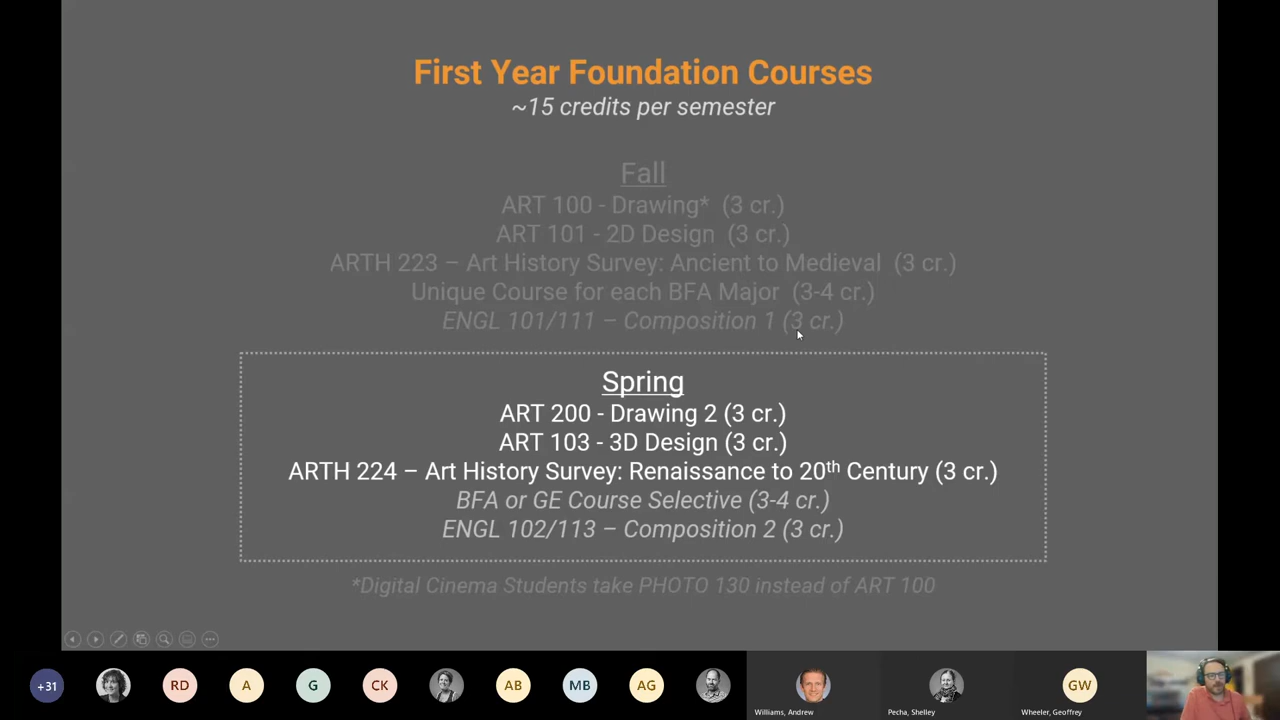 First Year Foundation Courses
~15 credits per semester
Fall
ART 100 - Drawing* (3 cr.)
ART 101 - 2D Design (3 cr.)
ARTH 223 – Art History Survey: Ancient to Medieval (3 cr.)
Unique Course for each BFA Major (3-4 cr.)
ENGL 101/111 – Composition 1 (3 cr.)
Spring
ART 200 - Drawing 2 (3 cr.)
ART 103 - 3D Design (3 cr.)
ARTH 224 – Art History Survey: Renaissance to 20th Century (3 cr.)
BFA or GE Course Selective (3-4 cr.)
ENGL 102/113 – Composition 2 (3 cr.)
*Digital Cinema Students take PHOTO 130 instead of ART 100
+31 RD A G CK AB MB AG GW
Williams, Andrew Pecha, Shelley Wheeler, Geoffrey